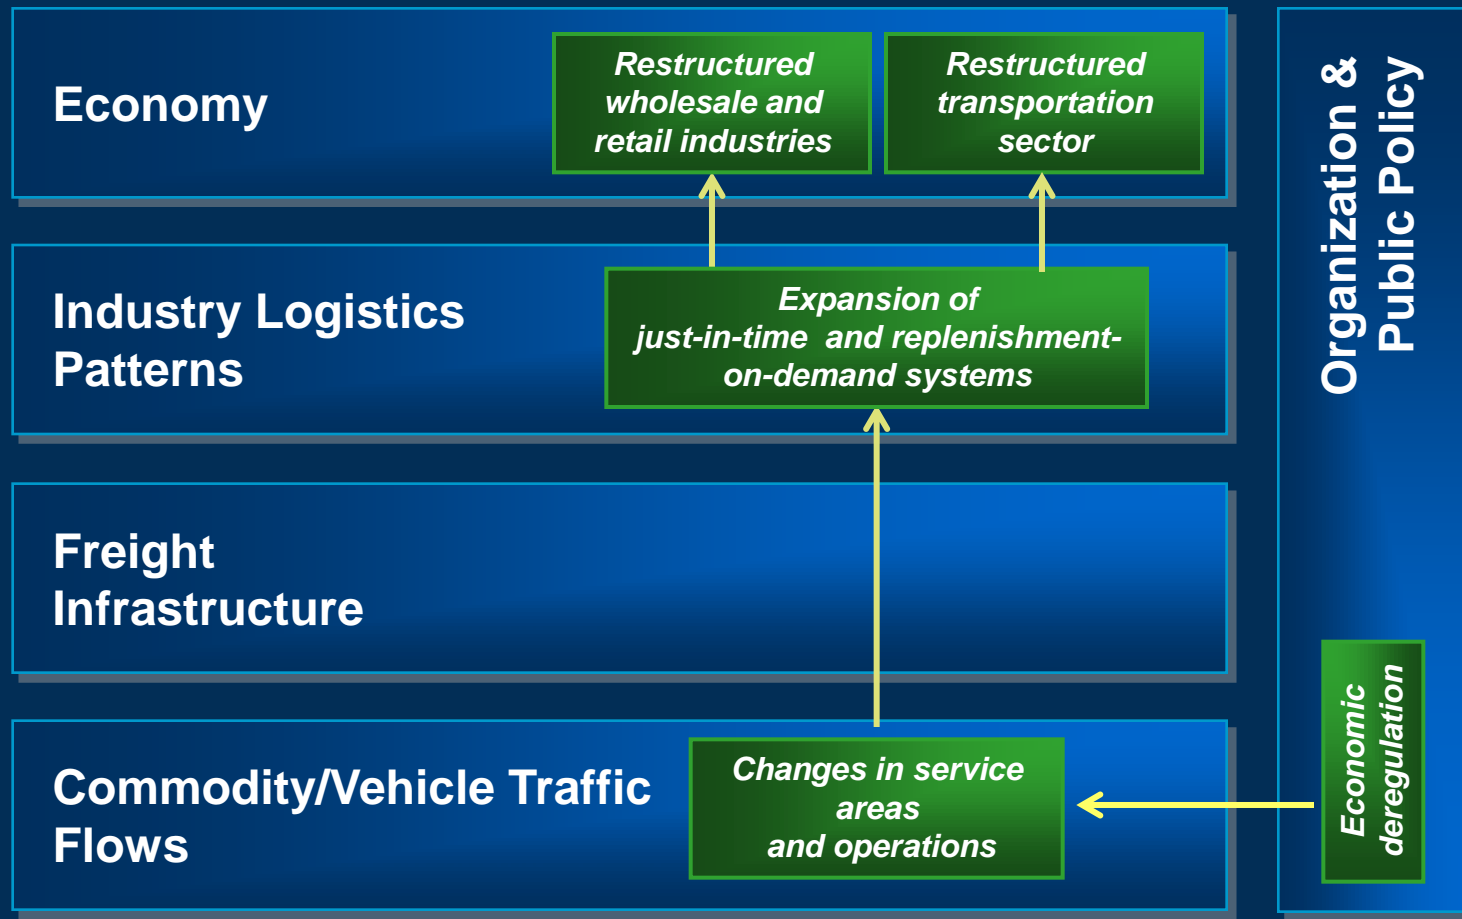 Economy
Restructured
wholesale and
retail industries
Restructured
transportation
sector
Industry Logistics
Patterns
Expansion of
just-in-time and replenishment-
on-demand systems
Freight
Infrastructure
Commodity/Vehicle Traffic
Flows
Changes in service
areas
and operations
Organization &
Public Policy
Economic
deregulation